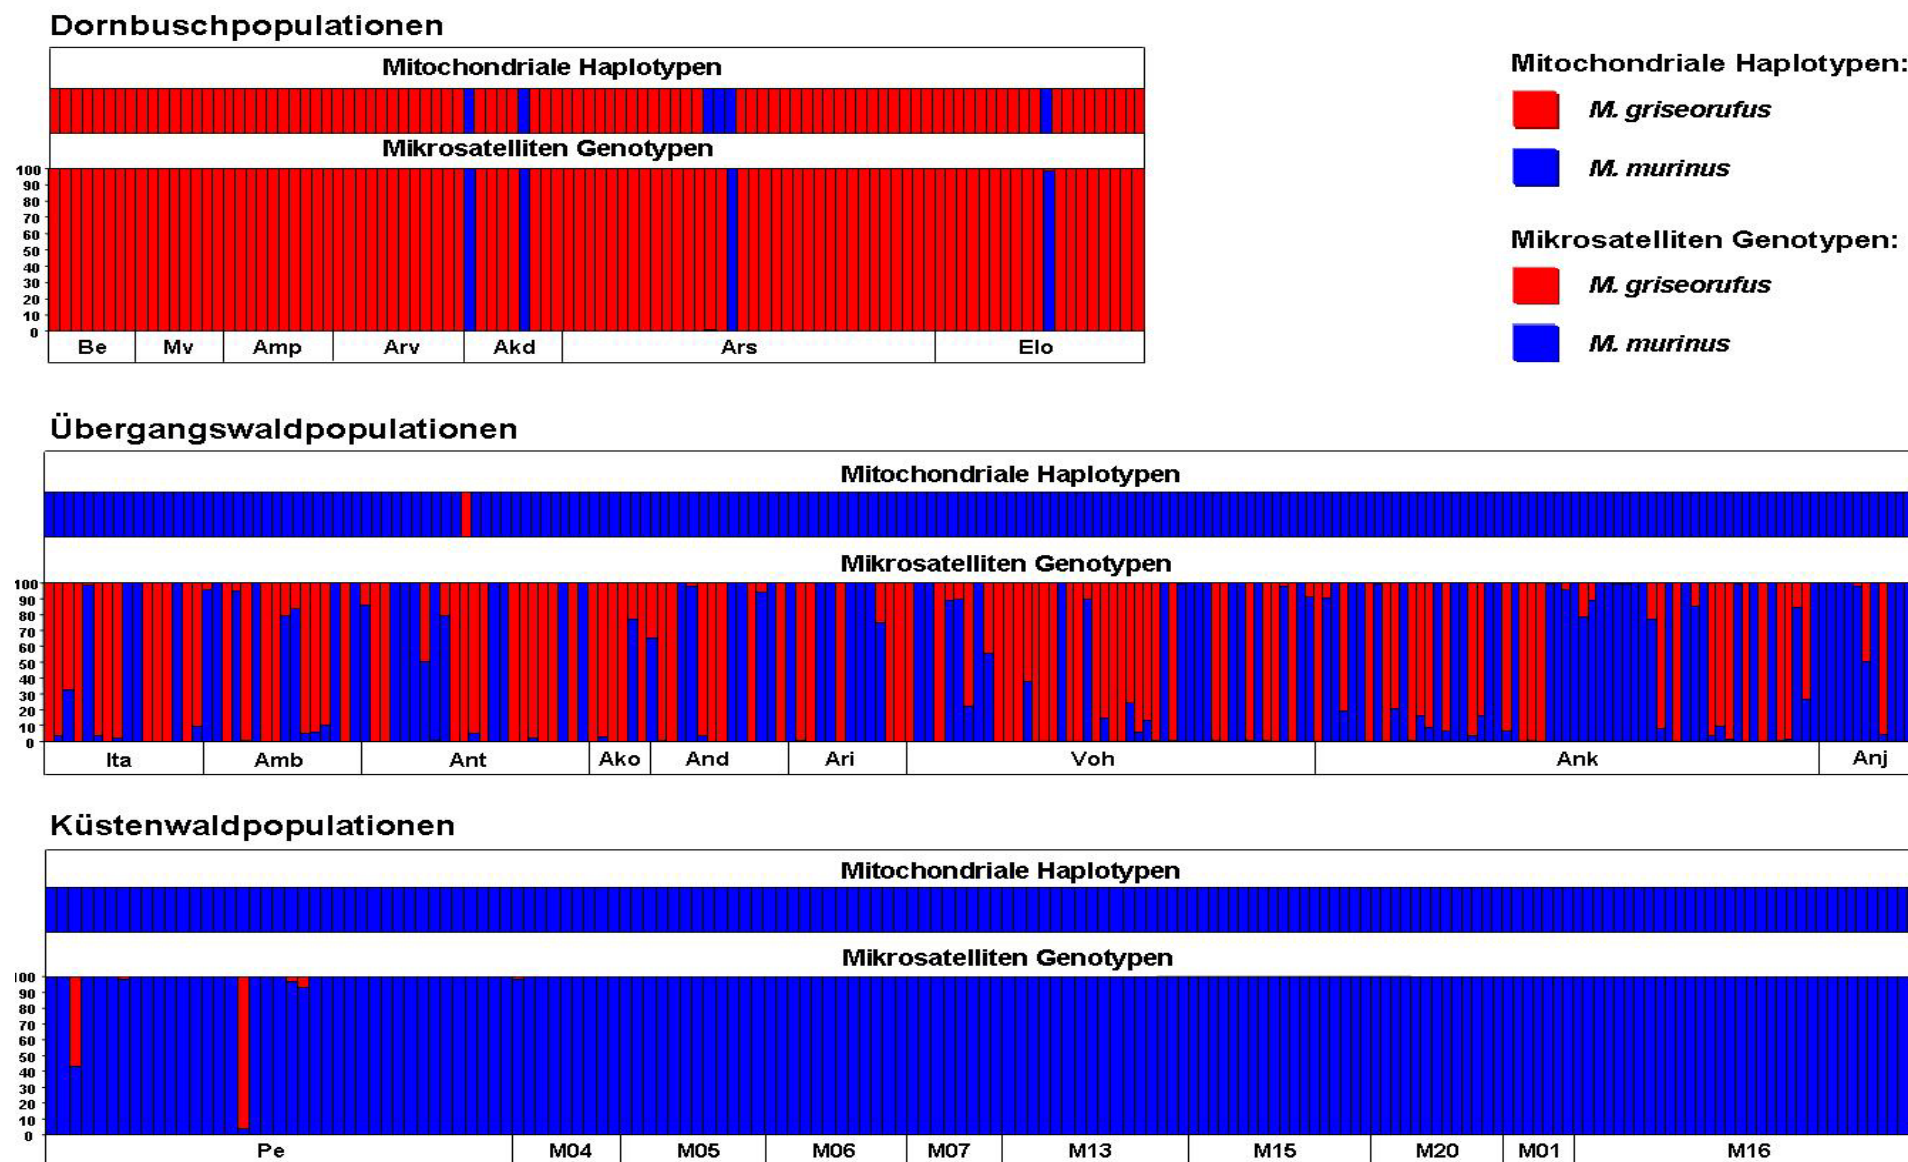 Dornbuschpopulationen
Mitochondriale Haplotypen
Mikrosatelliten Genotypen
100
90
80
70
60
50
40
30
20
10
0
Be Mv Amp Arv Akd Ars Elo
Mitochondriale Haplotypen:
M. griseorufus
M. murinus
Mikrosatelliten Genotypen:
M. griseorufus
M. murinus
Übergangswaldpopulationen
Mitochondriale Haplotypen
Mikrosatelliten Genotypen
100
90
80
70
60
50
40
30
20
10
0
Ita Amb Ant Ako And Ari Voh Ank Anj
Küstenwaldpopulationen
Mitochondriale Haplotypen
Mikrosatelliten Genotypen
100
90
80
70
60
50
40
30
20
10
0
Pe M04 M05 M06 M07 M13 M15 M20 M01 M16